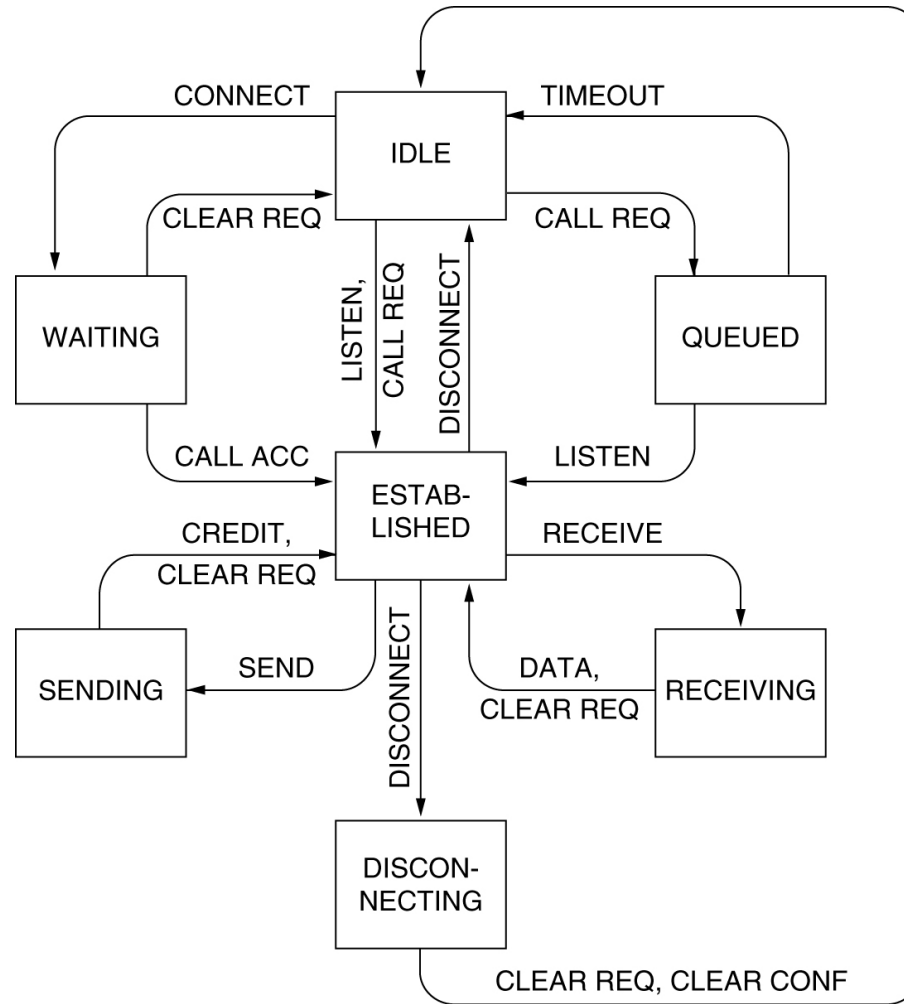 CONNECT
TIMEOUT
IDLE
CLEAR REQ
CALL REQ
WAITING
LISTEN,
CALL REQ
DISCONNECT
QUEUED
CALL ACC
LISTEN
ESTAB-
LISHED
CREDIT,
CLEAR REQ
RECEIVE
SENDING
SEND
DISCONNECT
DATA,
CLEAR REQ
RECEIVING
DISCON-
NECTING
CLEAR REQ, CLEAR CONF